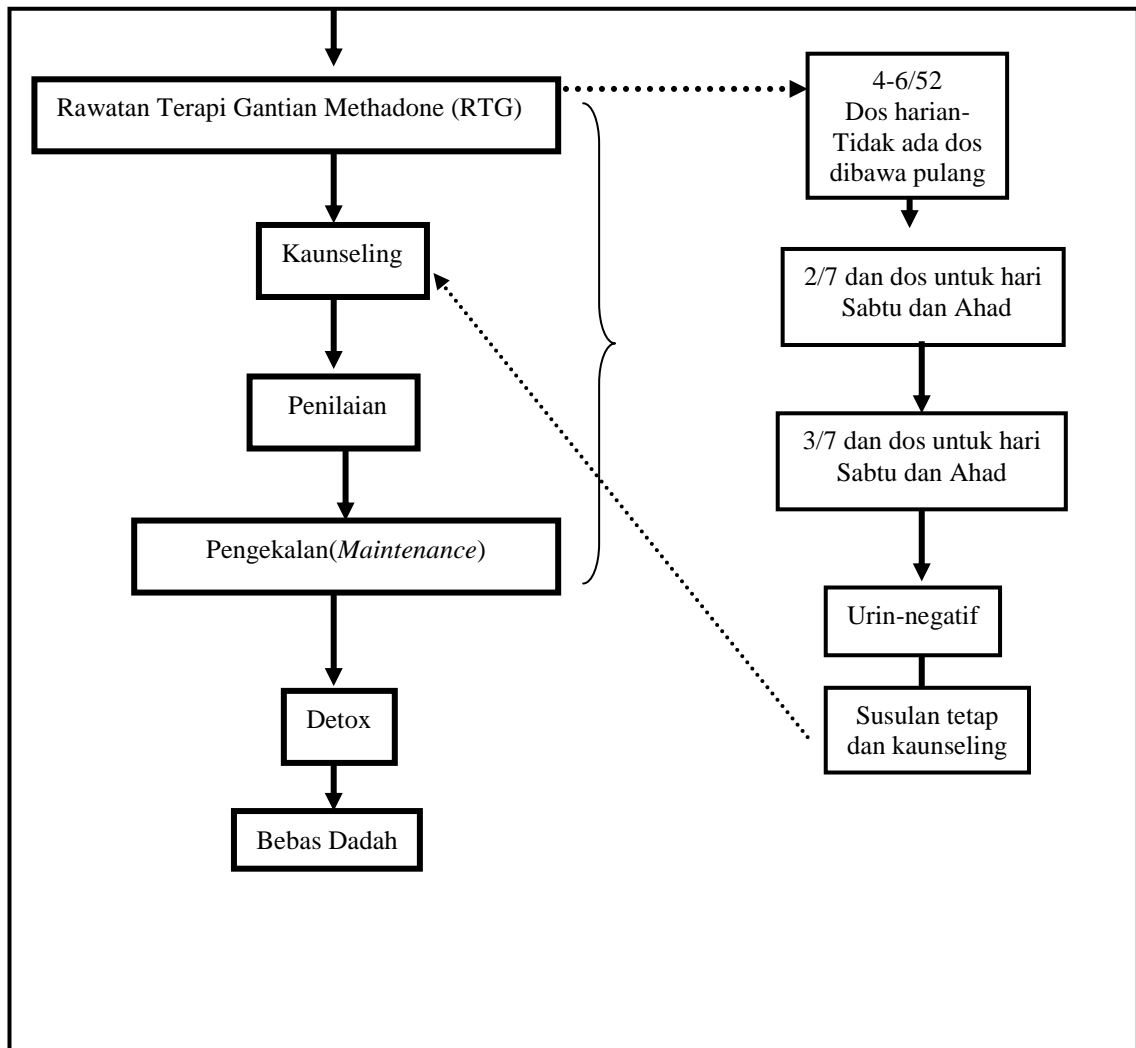 Rawatan Terapi Gantian Methadone (RTG)
Kaunseling
Penilaian
Pengekalan(Maintenance)
Detox
Bebas Dadah
4-6/52
Dos harian-
Tidak ada dos
dibawa pulang
2/7 dan dos untuk hari
Sabtu dan Ahad
3/7 dan dos untuk hari
Sabtu dan Ahad
Urin-negatif
Susulan tetap
dan kaunseling